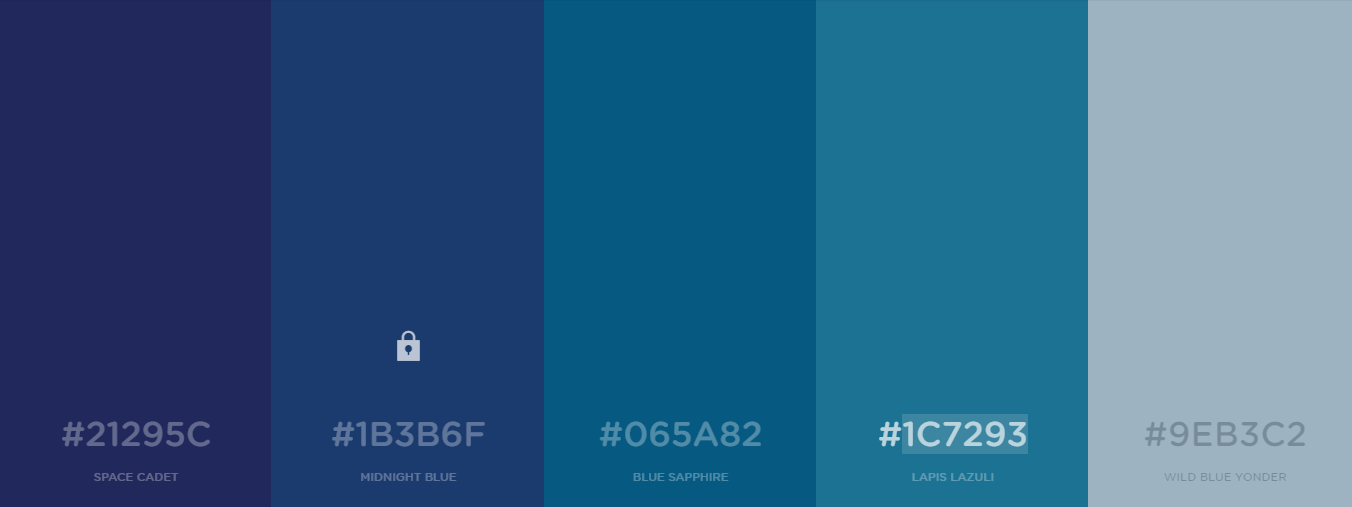 #21295C
#1B3B6F
#065A82
#1C7293
#9EB3C2
SPACE CADET
MIDNIGHT BLUE
BLUE SAPPHIRE
LAPIS LAZULI
WILD BLUE YONDER